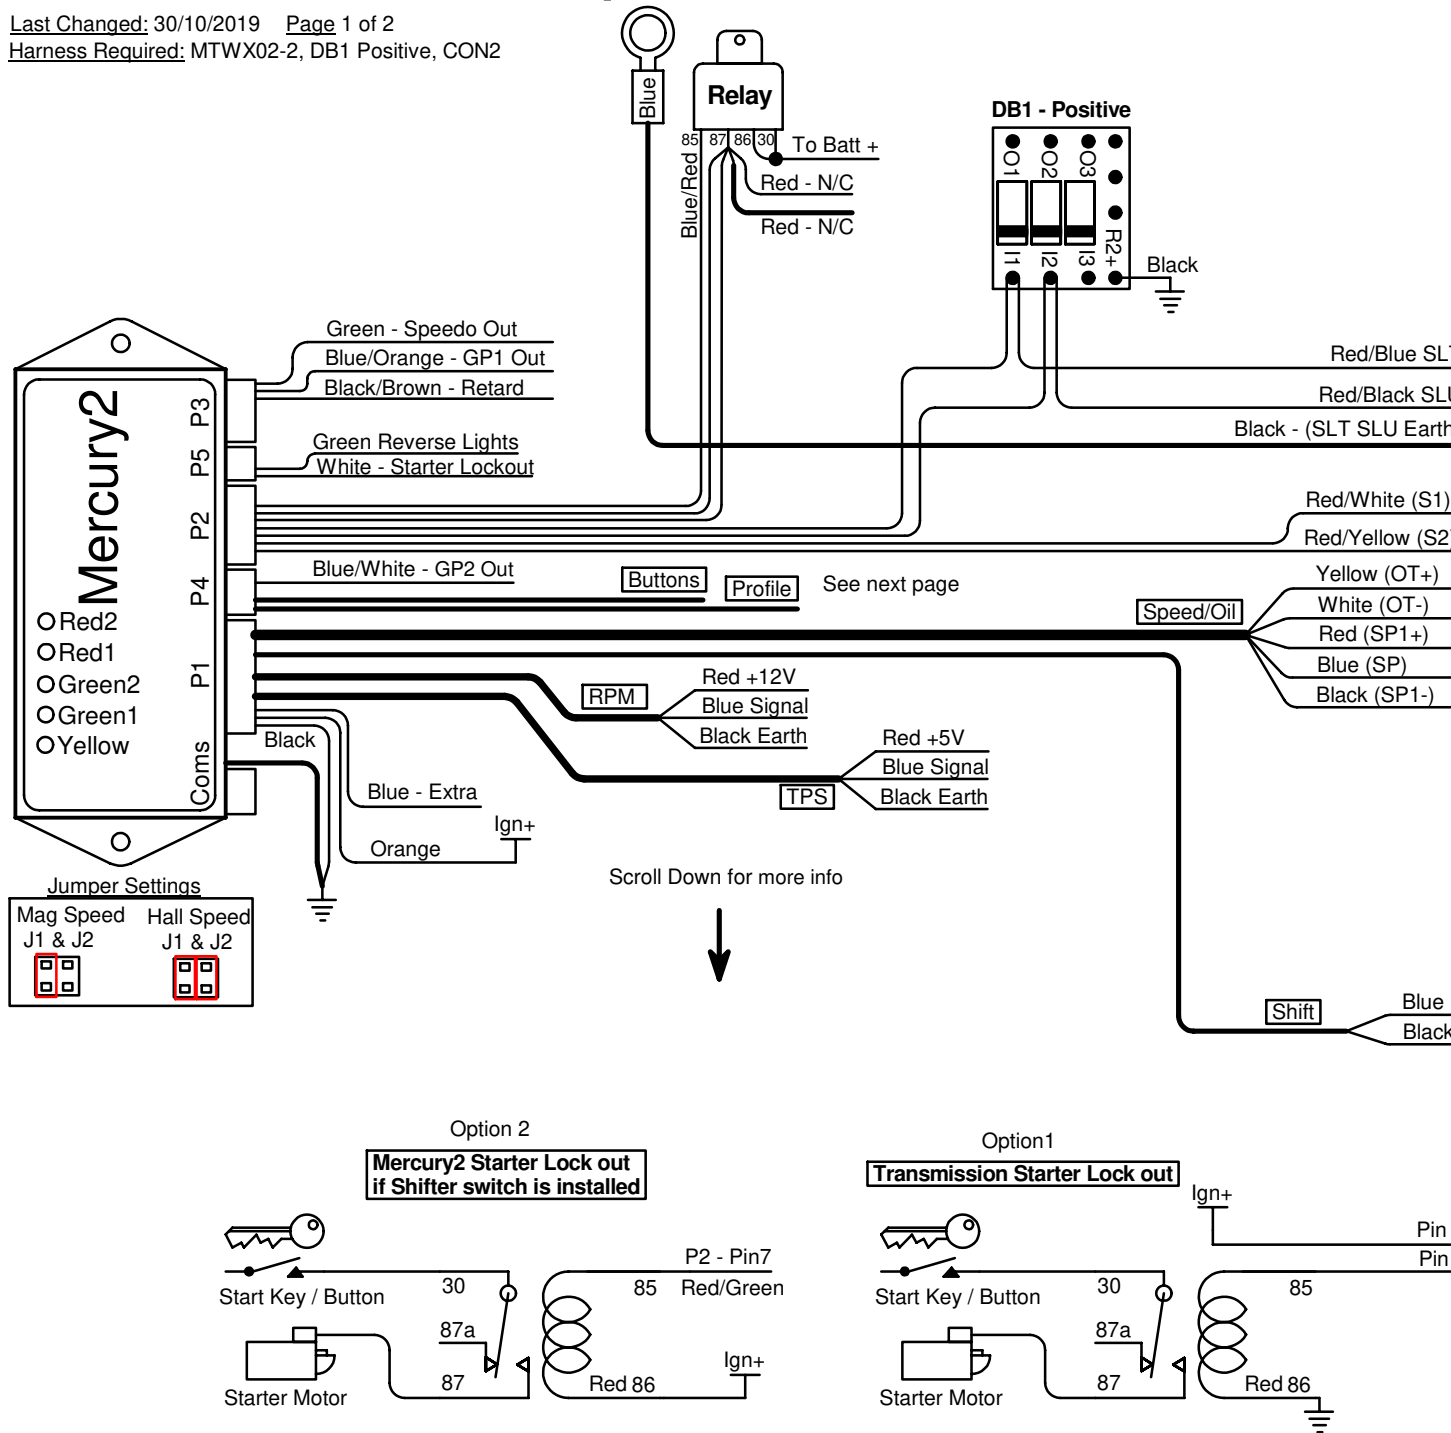 Last Changed: 30/10/2019 Page 1 of 2
Harness Required: MTWX02-2, DB1 Positive, CON2
Blue
Relay
85 87 86 30
To Batt +
Blue/Red
Red - N/C
Red - N/C
DB1 - Positive
O1 O2 O3
I1 I2 I3 R2+
Black
Green - Speedo Out
Blue/Orange - GP1 Out
Black/Brown - Retard
Green Reverse Lights
White - Starter Lockout
Blue/White - GP2 Out
Buttons
Profile
See next page
Mercury2
P3
P5
P2
P4
P1
Coms
Red2
Red1
Green2
Green1
Yellow
Red/Blue SLT
Red/Black SLU
Black - (SLT SLU Earth
Red/White (S1)
Red/Yellow (S2
Speed/Oil
Yellow (OT+)
White (OT-)
Red (SP1+)
Blue (SP)
Black (SP1-)
RPM
Red +12V
Blue Signal
Black Earth
TPS
Red +5V
Blue Signal
Black Earth
Black
Blue - Extra
Ign+
Orange
Scroll Down for more info
Jumper Settings
Mag Speed Hall Speed
J1 & J2 J1 & J2
Shift
Blue
Black
Option 2
Mercury2 Starter Lock out
if Shifter switch is installed
P2 - Pin7
30
85 Red/Green
Start Key / Button
87a
Ign+
87
Red 86
Starter Motor
Option1
Transmission Starter Lock out
Ign+
Pin
Pin
30
85
Start Key / Button
87a
87
Red 86
Starter Motor